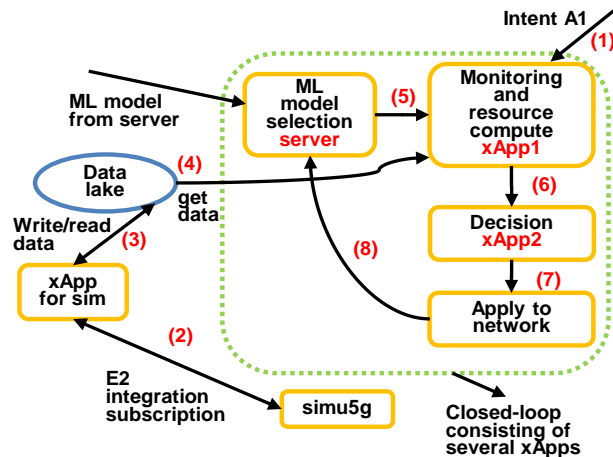 Intent A1
(1)
ML model
from server
ML
model
selection
server
(5)
Monitoring
and
resource
compute
xApp1
(4)
get
data
Data
lake
(6)
Write/read
data
(3)
Decision
xApp2
(8)
(7)
xApp
for sim
Apply to
network
(2)
E2
integration
subscription
simu5g
Closed-loop
consisting of
several xApps